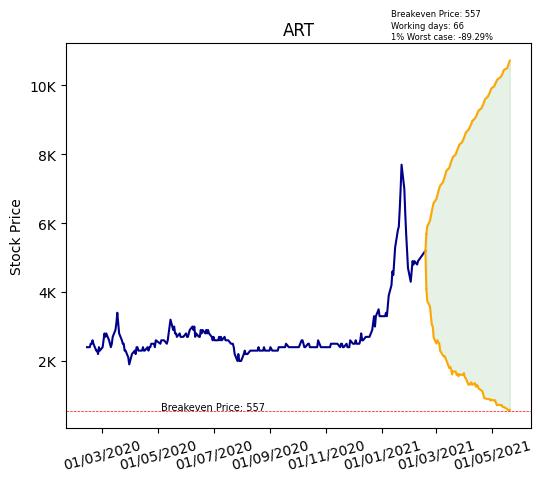 Breakeven Price: 557
Working days: 66
1% Worst case: -89.29%
ART
Stock Price
10K
8K
6K
4K
2K
Breakeven Price: 557
01/03/2020
01/05/2020
01/07/2020
01/09/2020
01/11/2020
01/01/2021
01/03/2021
01/05/2021